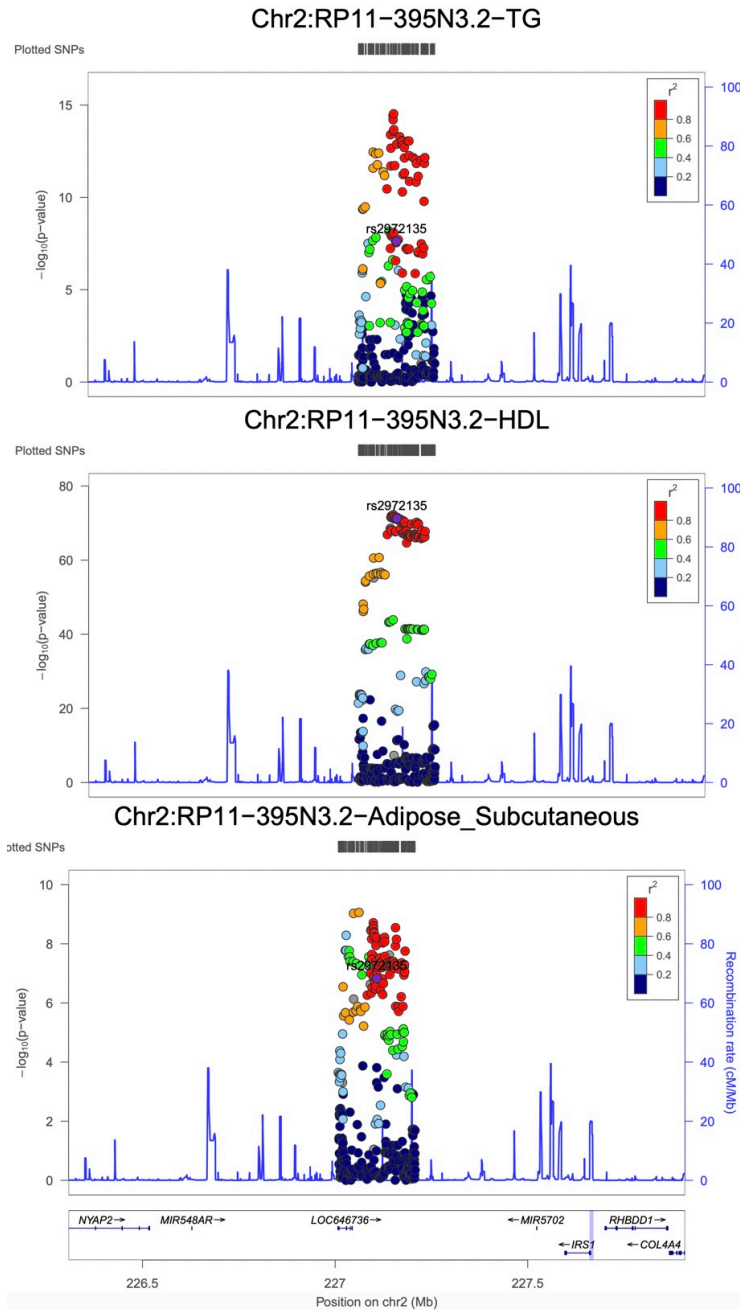 Chr2:RP11−395N3.2−TG
Plotted SNPs
r2
0.8
0.6
0.4
0.2
rs2972135
−log10(p−value)
0
5
10
15
0
20
40
60
80
100
Chr2:RP11−395N3.2−HDL
Plotted SNPs
r2
0.8
0.6
0.4
0.2
rs2972135
−log10(p−value)
0
20
40
60
80
0
20
40
60
80
100
Chr2:RP11−395N3.2−Adipose_Subcutaneous
otted SNPs
r2
0.8
0.6
0.4
0.2
rs2972135
−log10(p−value)
0
2
4
6
8
10
0
20
40
60
80
100
Recombination rate (cM/Mb)
NYAP2→ MIR548AR→ LOC646736→ ←MIR5702 RHBDD1→
←IRS1 ←COL4A4
226.5 227 227.5
Position on chr2 (Mb)